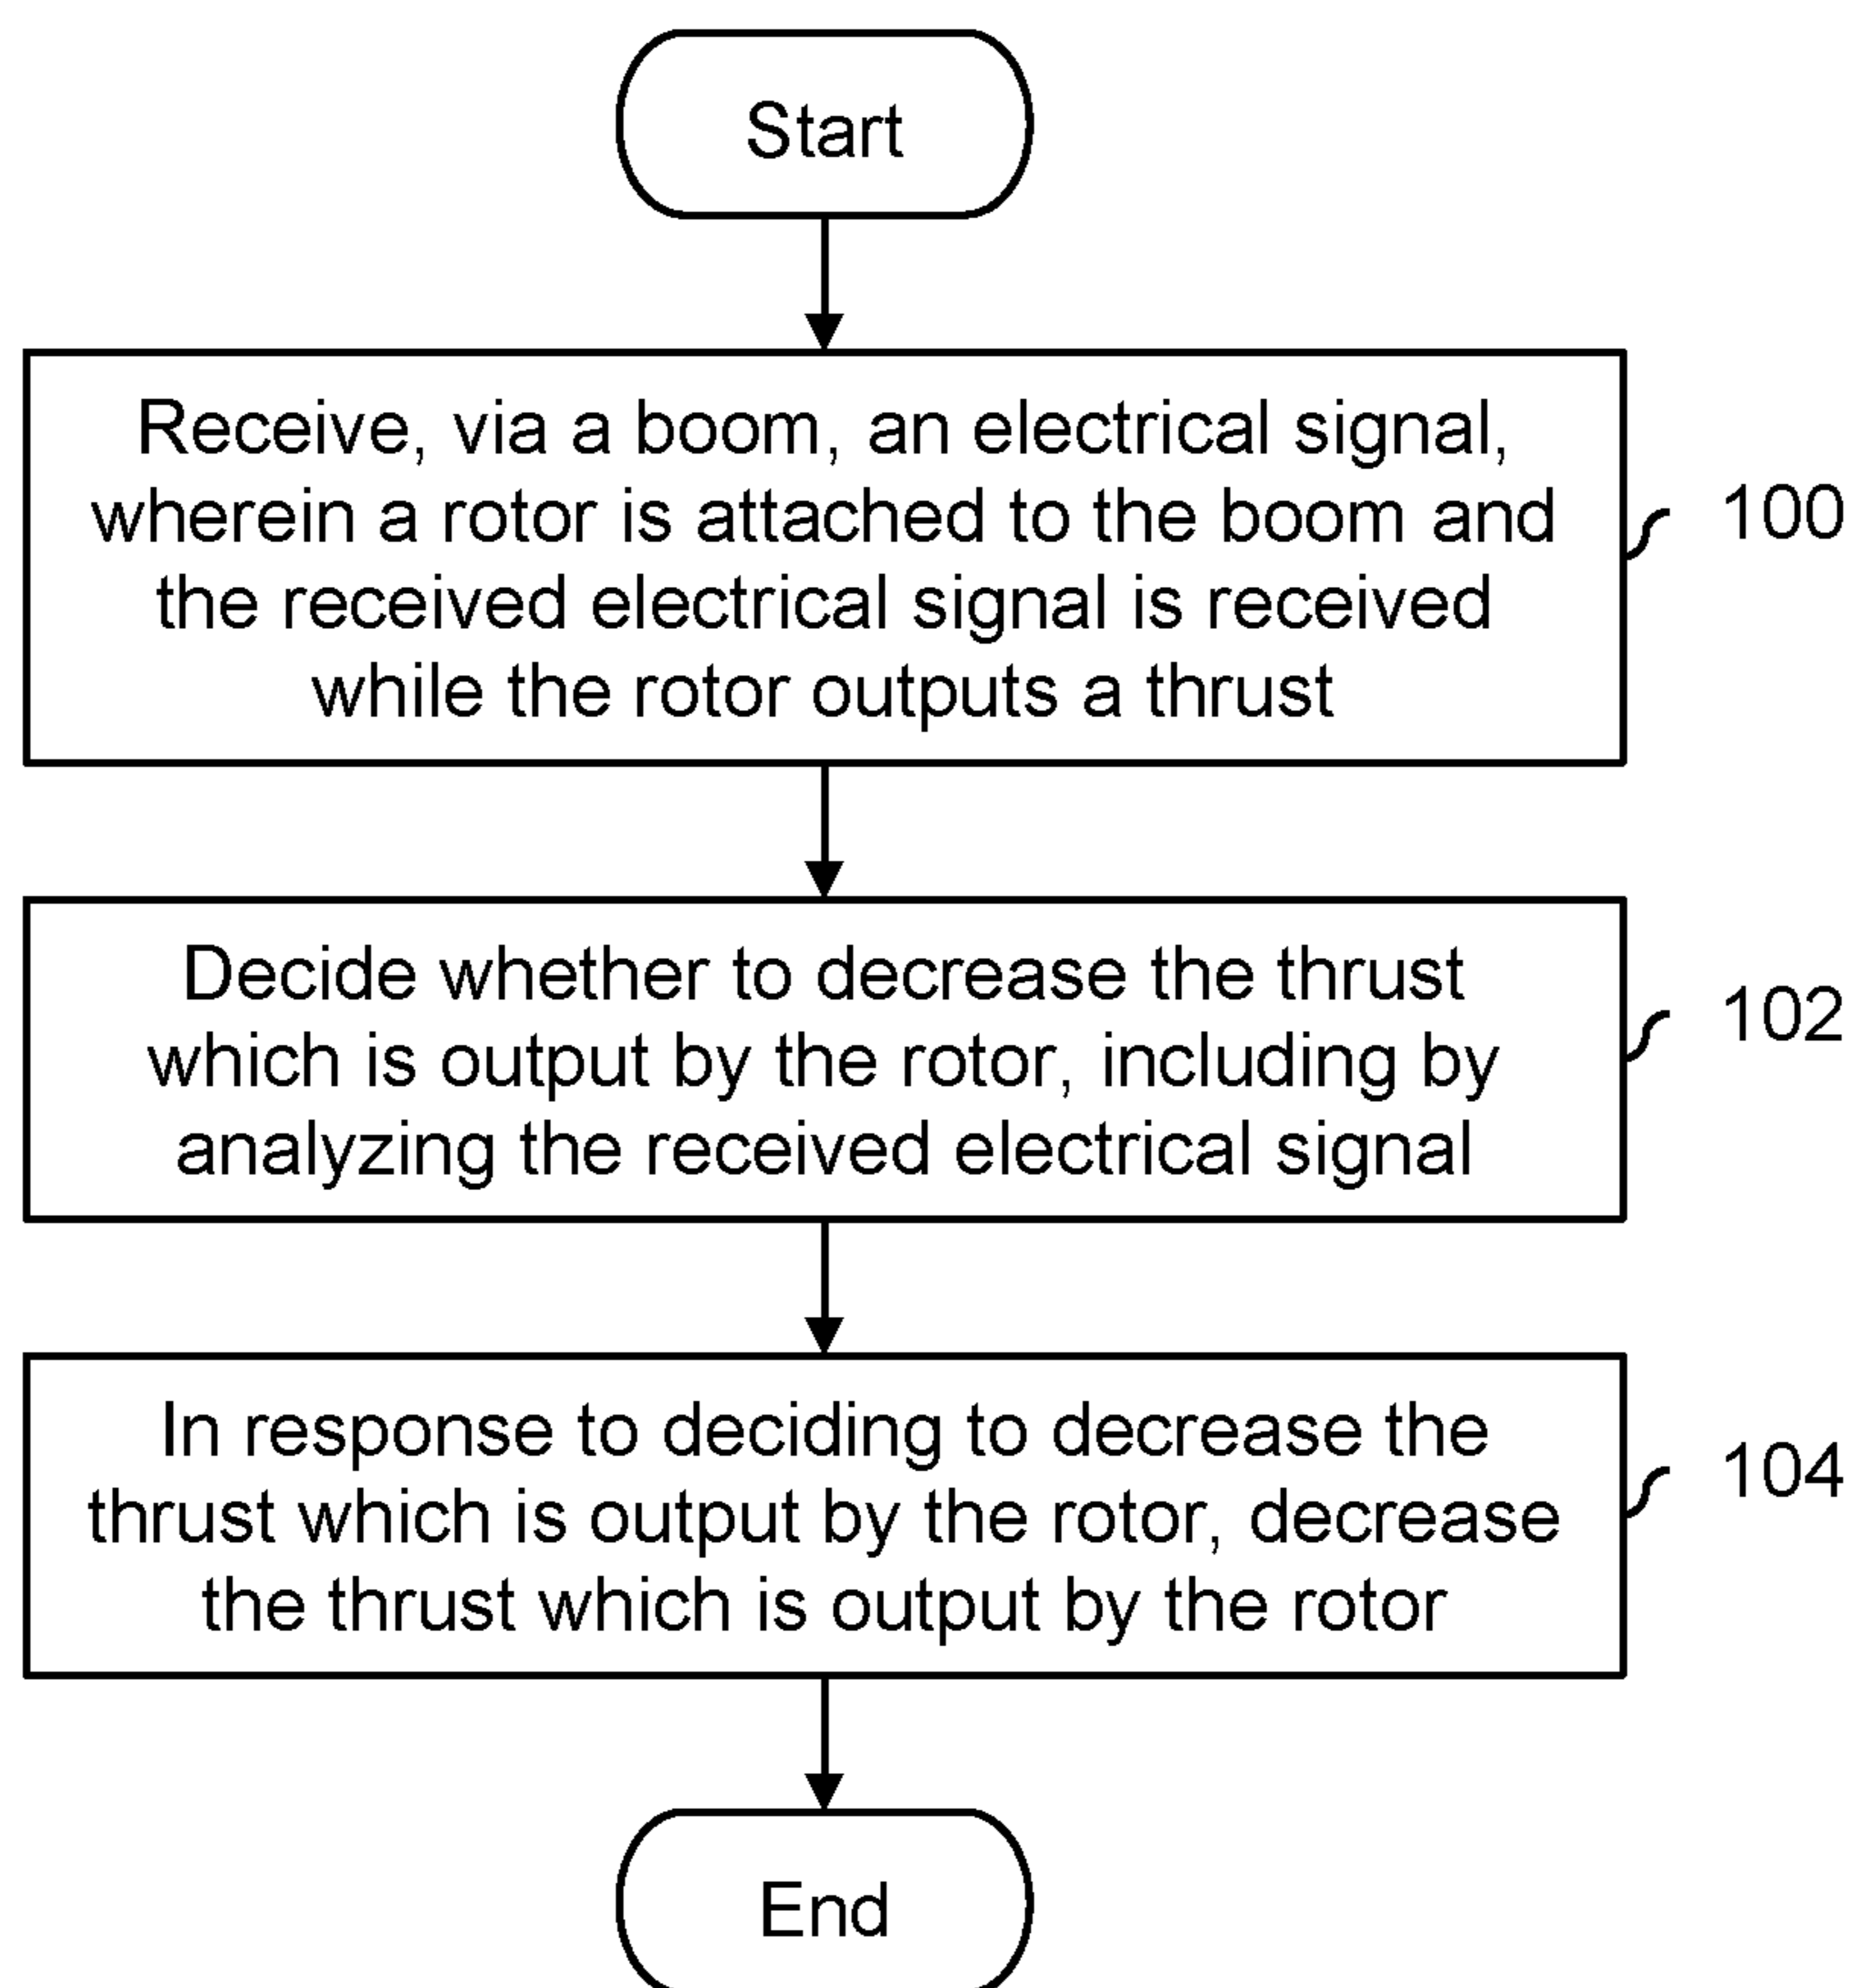 Start
Receive, via a boom, an electrical signal,
wherein a rotor is attached to the boom and
the received electrical signal is received
while the rotor outputs a thrust
100
Decide whether to decrease the thrust
which is output by the rotor, including by
analyzing the received electrical signal
102
In response to deciding to decrease the
thrust which is output by the rotor, decrease
the thrust which is output by the rotor
104
End